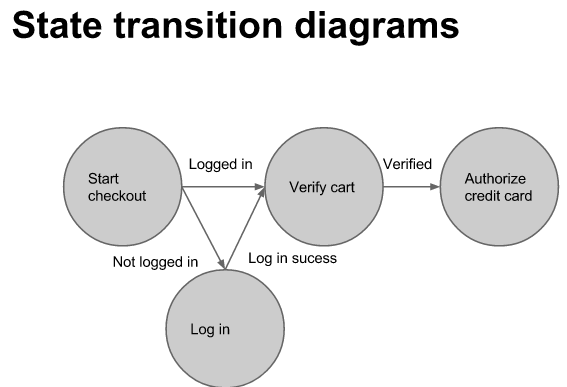 State transition diagrams
Logged in
Verified
Start
checkout
Verify cart
Authorize
credit card
Not logged in
Log in sucess
Log in